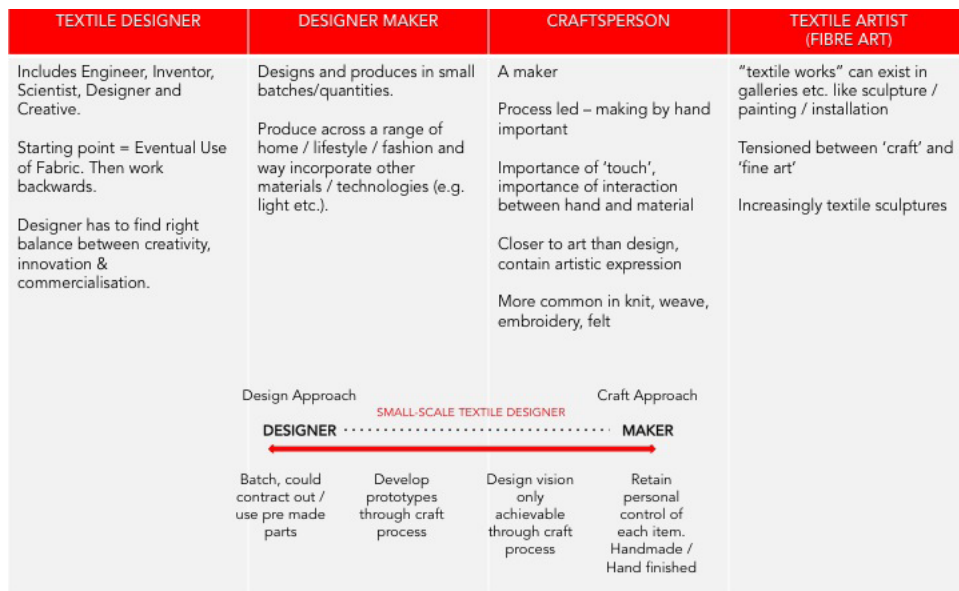 TEXTILE DESIGNER
Includes Engineer, Inventor,
Scientist, Designer and
Creative.
Starting point = Eventual Use
of Fabric. Then work
backwards.
Designer has to find right
balance between creativity,
innovation &
commercialisation.
DESIGNER MAKER
Designs and produces in small
batches/quantities.
Produce across a range of
home / lifestyle / fashion and
way incorporate other
materials / technologies (e.g.
light etc.).
CRAFTSPERSON
A maker
Process led – making by hand
important
Importance of ‘touch’,
importance of interaction
between hand and material
Closer to art than design,
contain artistic expression
More common in knit, weave,
embroidery, felt
TEXTILE ARTIST
(FIBRE ART)
“textile works” can exist in
galleries etc. like sculpture /
painting / installation
Tensioned between ‘craft’ and
‘fine art’
Increasingly textile sculptures
Design Approach
Craft Approach
SMALL-SCALE TEXTILE DESIGNER
DESIGNER
MAKER
Batch, could
contract out /
use pre made
parts
Develop
prototypes
through craft
process
Design vision
only
achievable
through craft
process
Retain
personal
control of
each item.
Handmade /
Hand finished